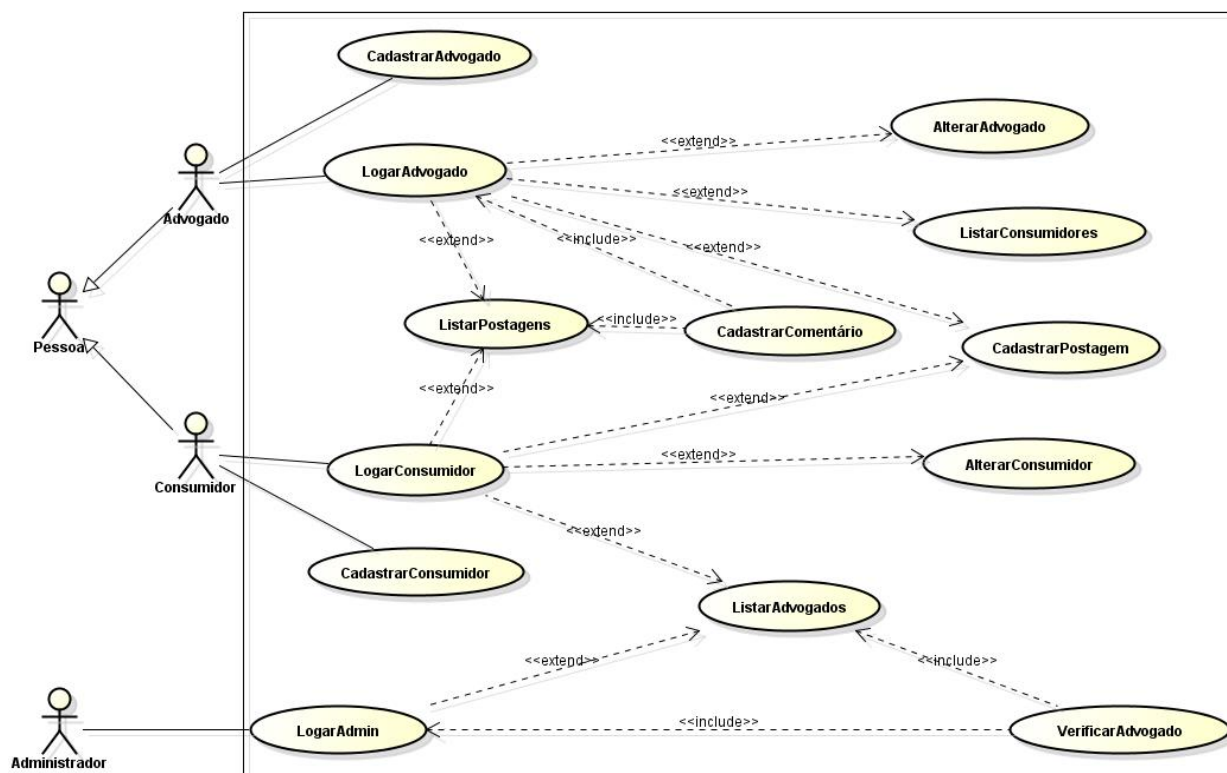 CadastrarAdvogado
AlterarAdvogado
<<extend>>
LogarAdvogado
<<extend>>
Advogado
ListarConsumidores
<<extend>>
<<include>>
<<extend>>
ListarPostagens
<<include>>
CadastrarComentário
CadastrarPostagem
Pessoa
<<extend>>
<<extend>>
<<extend>>
LogarConsumidor
AlterarConsumidor
Consumidor
<<extend>>
CadastrarConsumidor
ListarAdvogados
<<extend>>
<<include>>
LogarAdmin
<<include>>
VerificarAdvogado
Administrador